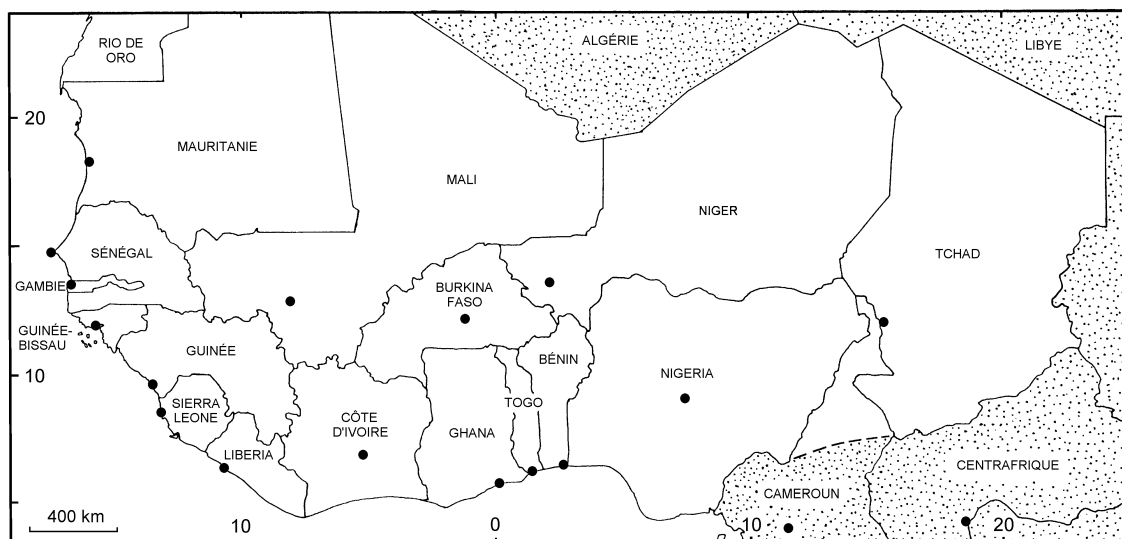 RIO DE
ORO
ALGÉRIE
LIBYE
20
MAURITANIE
MALI
NIGER
TCHAD
SÉNÉGAL
GAMBIE
BURKINA
FASO
GUINÉE-
BISSAU
GUINÉE
BÉNIN
NIGERIA
10
SIERRA
LEONE
TOGO
CÔTE
D'IVOIRE
GHANA
LIBERIA
CENTRAFRIQUE
CAMEROUN
400 km
10
0
10
20